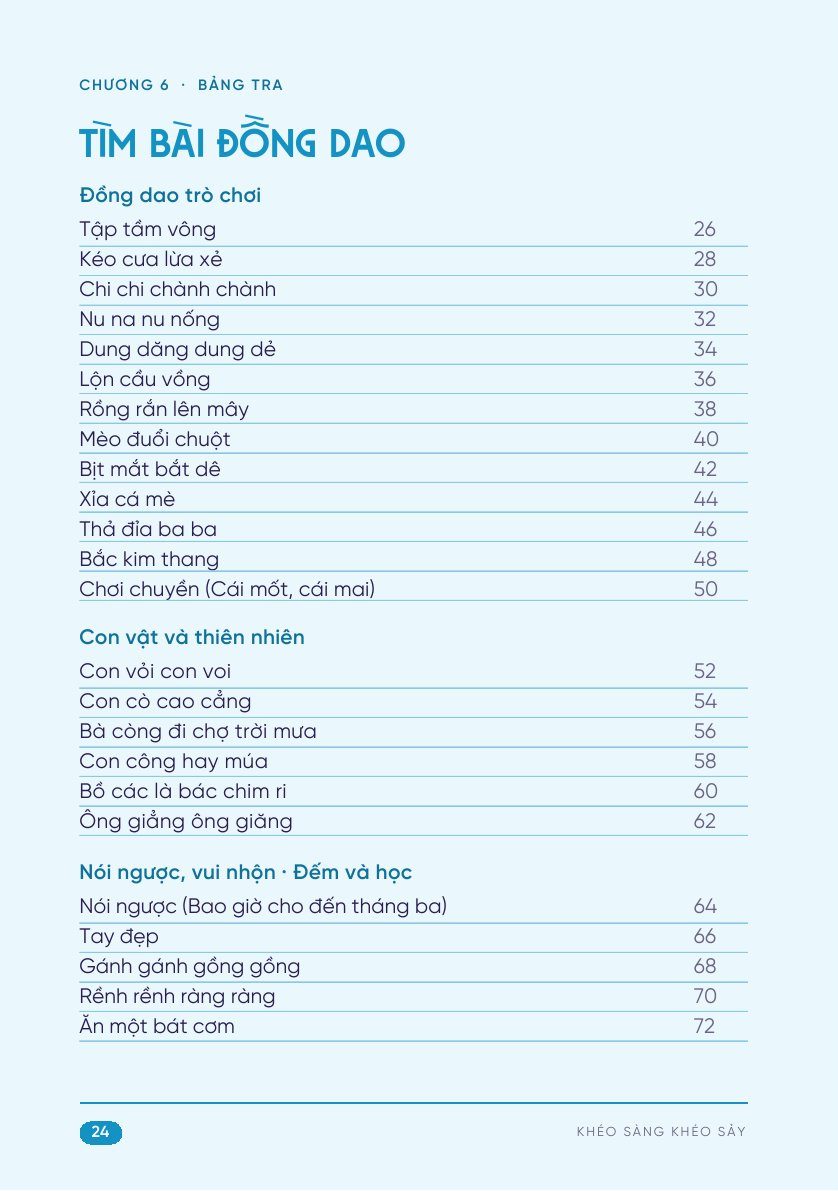 CHƯƠNG 6 · BẢNG TRA
TÌM BÀI ĐỒNG DAO
Đồng dao trò chơi
Tập tầm vông 26
Kéo cưa lừa xẻ 28
Chi chi chành chành 30
Nu na nu nống 32
Dung dăng dung dẻ 34
Lộn cầu vồng 36
Rồng rắn lên mây 38
Mèo đuổi chuột 40
Bịt mắt bắt dê 42
Xỉa cá mè 44
Thả đỉa ba ba 46
Bắc kim thang 48
Chơi chuyền (Cái mốt, cái mai) 50
Con vật và thiên nhiên
Con vỏi con voi 52
Con cò cao cẳng 54
Bà còng đi chợ trời mưa 56
Con công hay múa 58
Bồ các là bác chim ri 60
Ông giẳng ông giăng 62
Nói ngược, vui nhộn · Đếm và học
Nói ngược (Bao giờ cho đến tháng ba) 64
Tay đẹp 66
Gánh gánh gồng gồng 68
Rềnh rềnh ràng ràng 70
Ăn một bát cơm 72
24 KHÉO SÀNG KHÉO SẢY